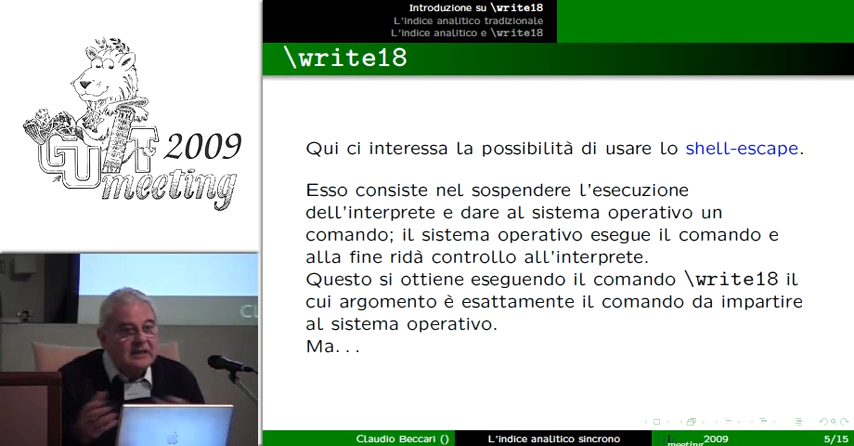 GUIT 2009
meeting
Introduzione su \write18
L'indice analitico tradizionale
L'indice analitico e \write18
\write18
Qui ci interessa la possibilità di usare lo shell-escape.
Esso consiste nel sospendere l'esecuzione
dell'interprete e dare al sistema operativo un
comando; il sistema operativo esegue il comando e
alla fine ridà controllo all'interprete.
Questo si ottiene eseguendo il comando \write18 il
cui argomento è esattamente il comando da impartire
al sistema operativo.
Ma...
Claudio Beccari () L'indice analitico sincrono meeting2009 5/15